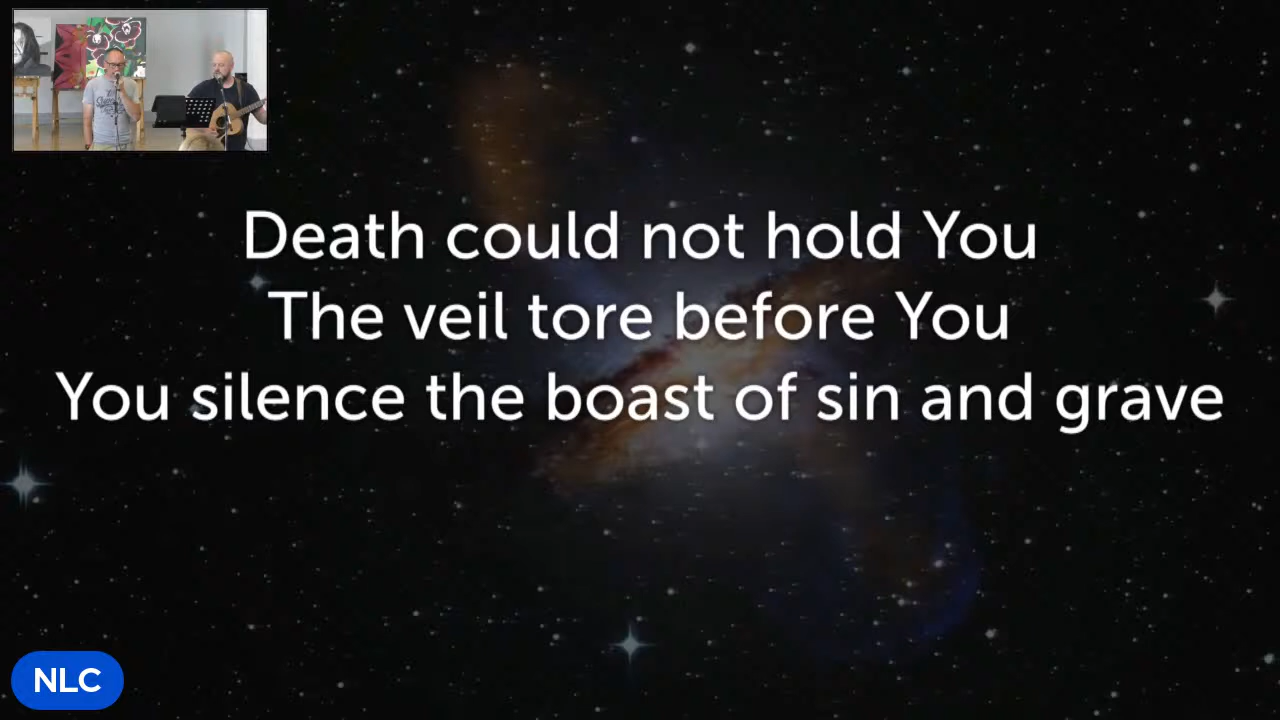 Death could not hold You
The veil tore before You
You silence the boast of sin and grave
NLC